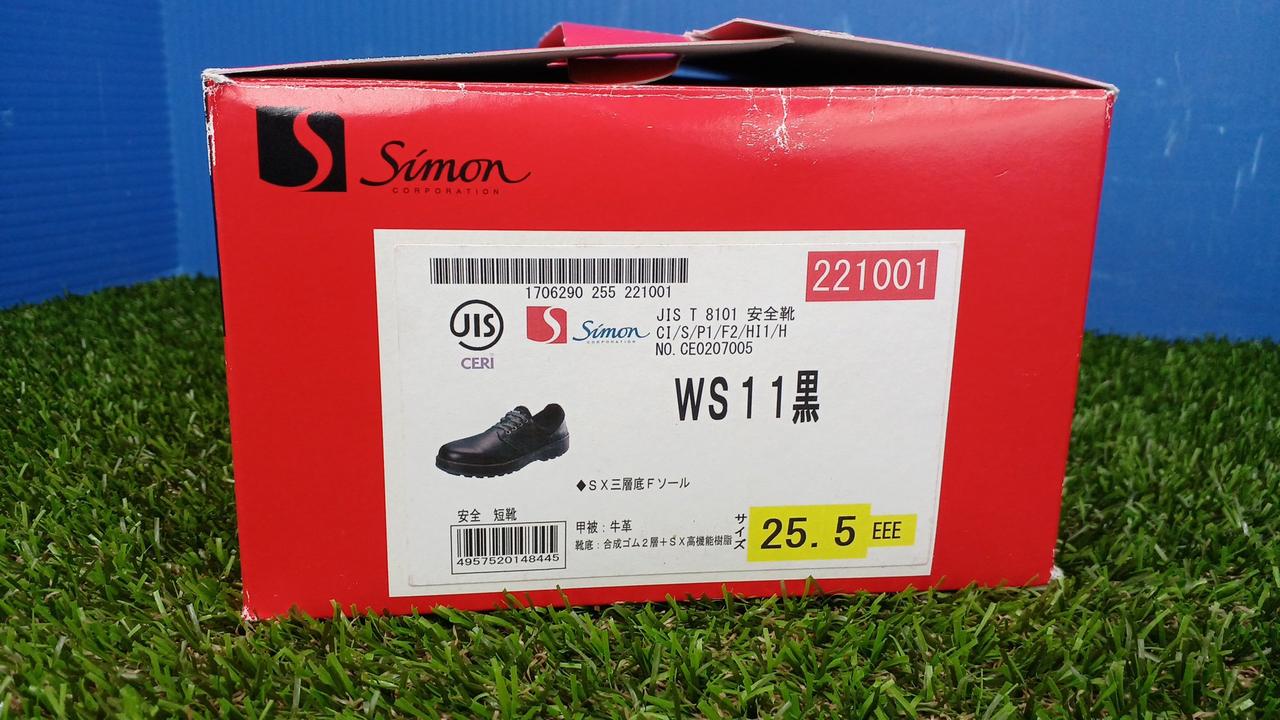 Simon
CORPORATION
221001
1706290 255 221001
JIS
CERI
Simon
CORPORATION
JIS T 8101 安全靴
CI/S/P1/F2/HI1/H
NO.CE0207005
WS11黒
◆SX三層底Fソール
安全 短靴
4957520148445
甲被:牛革
靴底:合成ゴム2層+SX高機能樹脂
サイズ
25.5 EEE